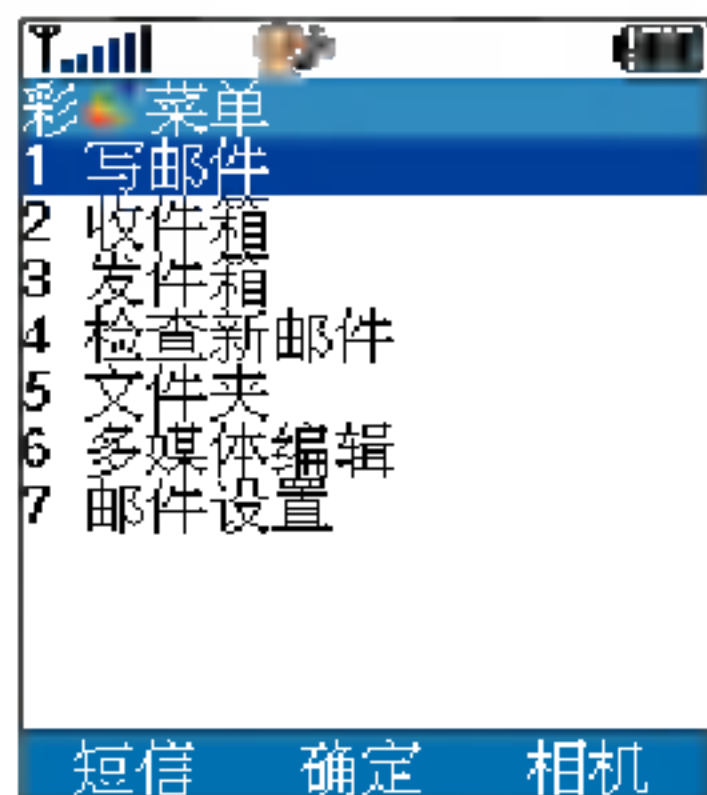 彩e菜单
1 写邮件
2 收件箱
3 发件箱
4 检查新邮件
5 文件夹
6 多媒体编辑
7 邮件设置
短信 确定 相机